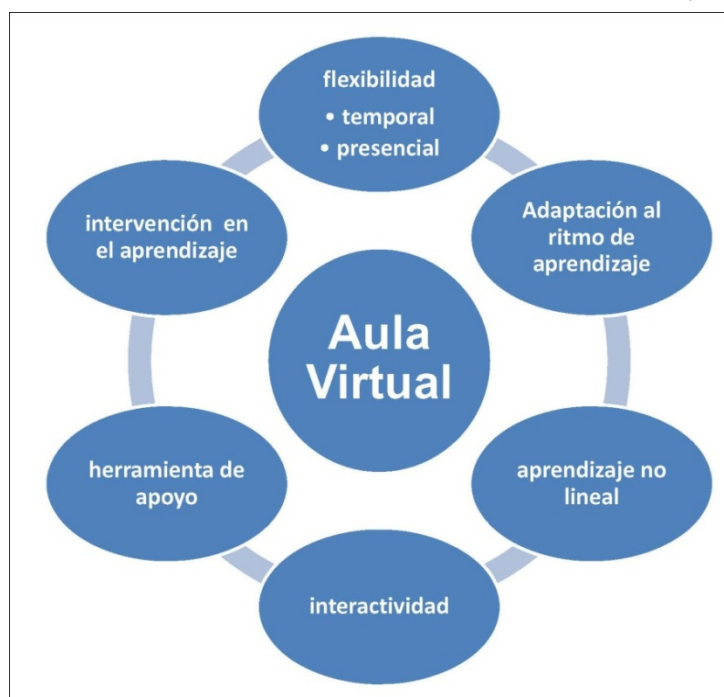 flexibilidad
• temporal
• presencial
Adaptación al
ritmo de
aprendizaje
aprendizaje no
lineal
interactividad
herramienta de
apoyo
intervención en
el aprendizaje
Aula
Virtual